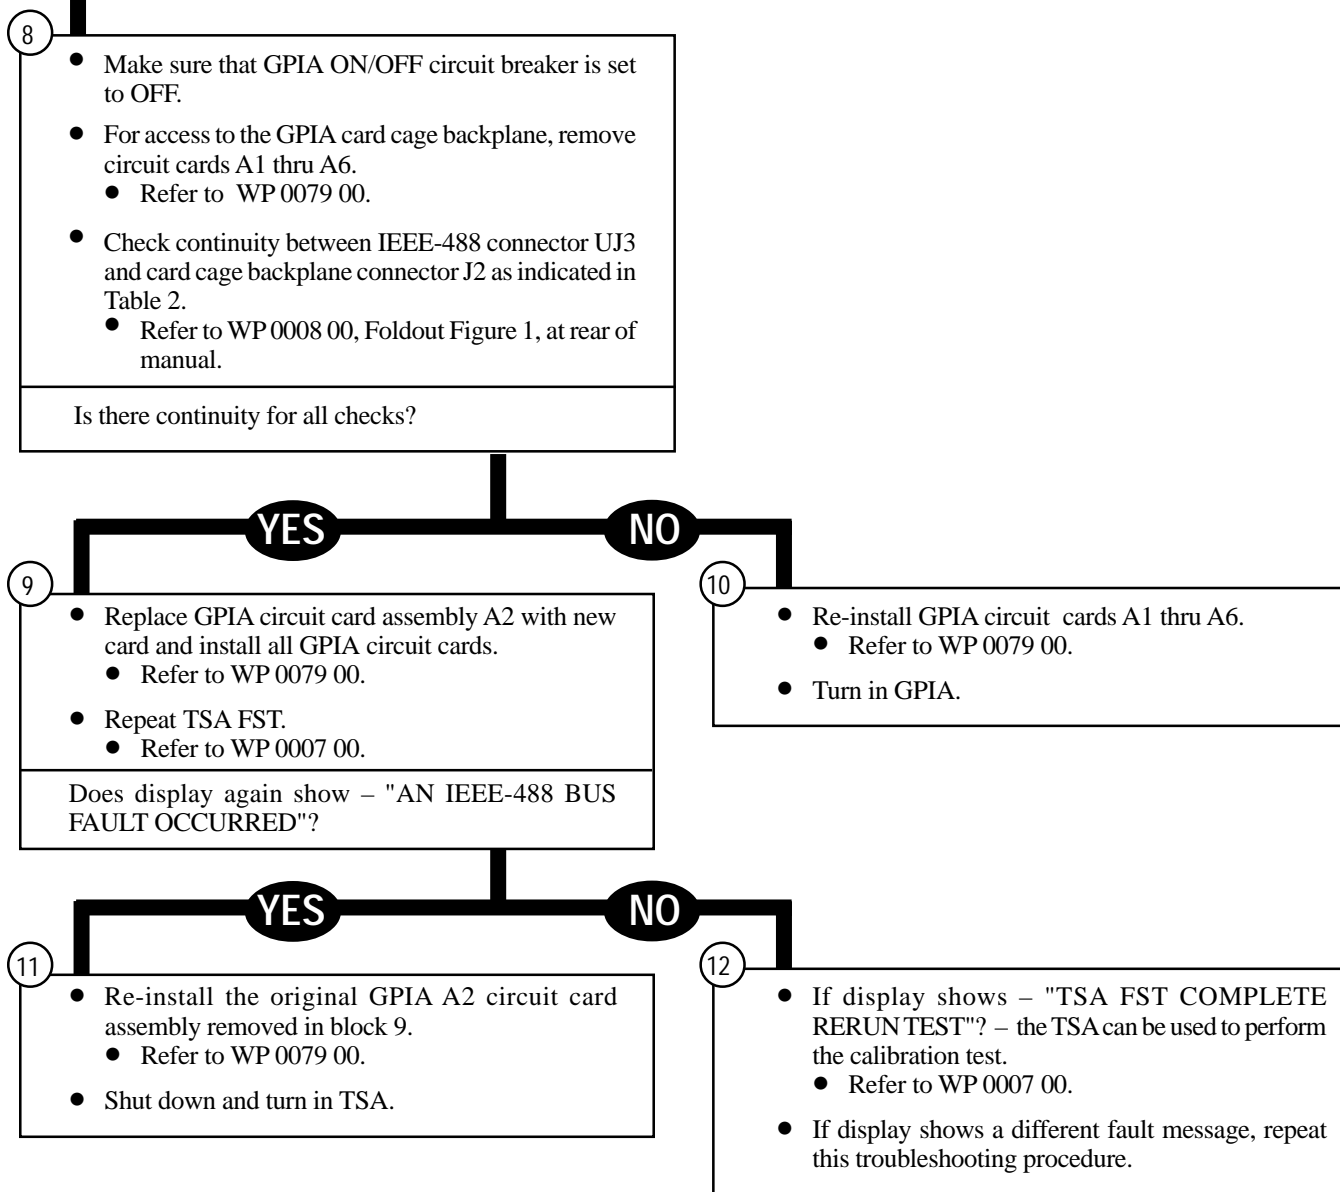 8
• Make sure that GPIA ON/OFF circuit breaker is set
to OFF.
• For access to the GPIA card cage backplane, remove
circuit cards A1 thru A6.
• Refer to WP 0079 00.
• Check continuity between IEEE-488 connector UJ3
and card cage backplane connector J2 as indicated in
Table 2.
• Refer to WP 0008 00, Foldout Figure 1, at rear of
manual.
Is there continuity for all checks?
YES
NO
9
• Replace GPIA circuit card assembly A2 with new
card and install all GPIA circuit cards.
• Refer to WP 0079 00.
• Repeat TSA FST.
• Refer to WP 0007 00.
Does display again show – "AN IEEE-488 BUS
FAULT OCCURRED"?
10
• Re-install GPIA circuit cards A1 thru A6.
• Refer to WP 0079 00.
• Turn in GPIA.
YES
NO
11
• Re-install the original GPIA A2 circuit card
assembly removed in block 9.
• Refer to WP 0079 00.
• Shut down and turn in TSA.
12
• If display shows – "TSA FST COMPLETE
RERUN TEST"? – the TSA can be used to perform
the calibration test.
• Refer to WP 0007 00.
• If display shows a different fault message, repeat
this troubleshooting procedure.